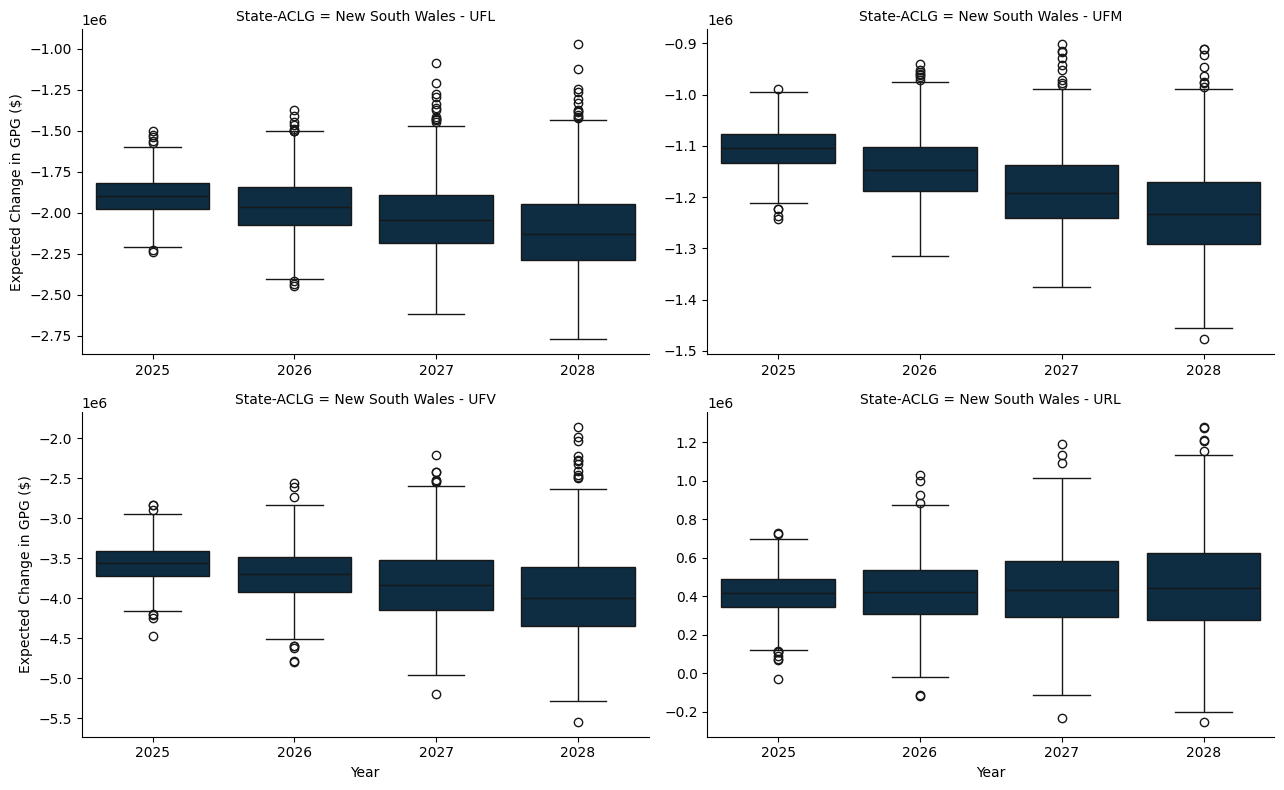 State-ACLG = New South Wales - UFL
1e6
Expected Change in GPG ($)
−1.00
−1.25
−1.50
−1.75
−2.00
−2.25
−2.50
−2.75
2025 2026 2027 2028
State-ACLG = New South Wales - UFM
1e6
−0.9
−1.0
−1.1
−1.2
−1.3
−1.4
−1.5
2025 2026 2027 2028
State-ACLG = New South Wales - UFV
1e6
Expected Change in GPG ($)
−2.0
−2.5
−3.0
−3.5
−4.0
−4.5
−5.0
−5.5
2025 2026 2027 2028
Year
State-ACLG = New South Wales - URL
1e6
1.2
1.0
0.8
0.6
0.4
0.2
0.0
−0.2
2025 2026 2027 2028
Year